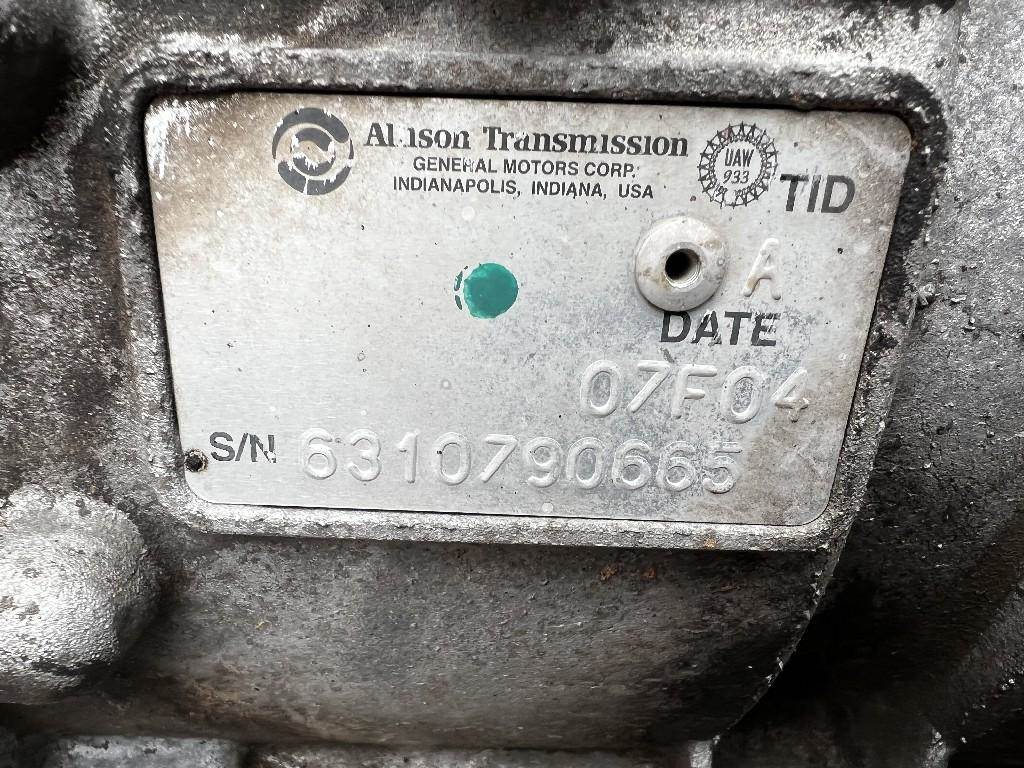 Allison Transmission
GENERAL MOTORS CORP.
INDIANAPOLIS, INDIANA, USA
UAW
933
TID
A
DATE
07F04
S/N 6310790665